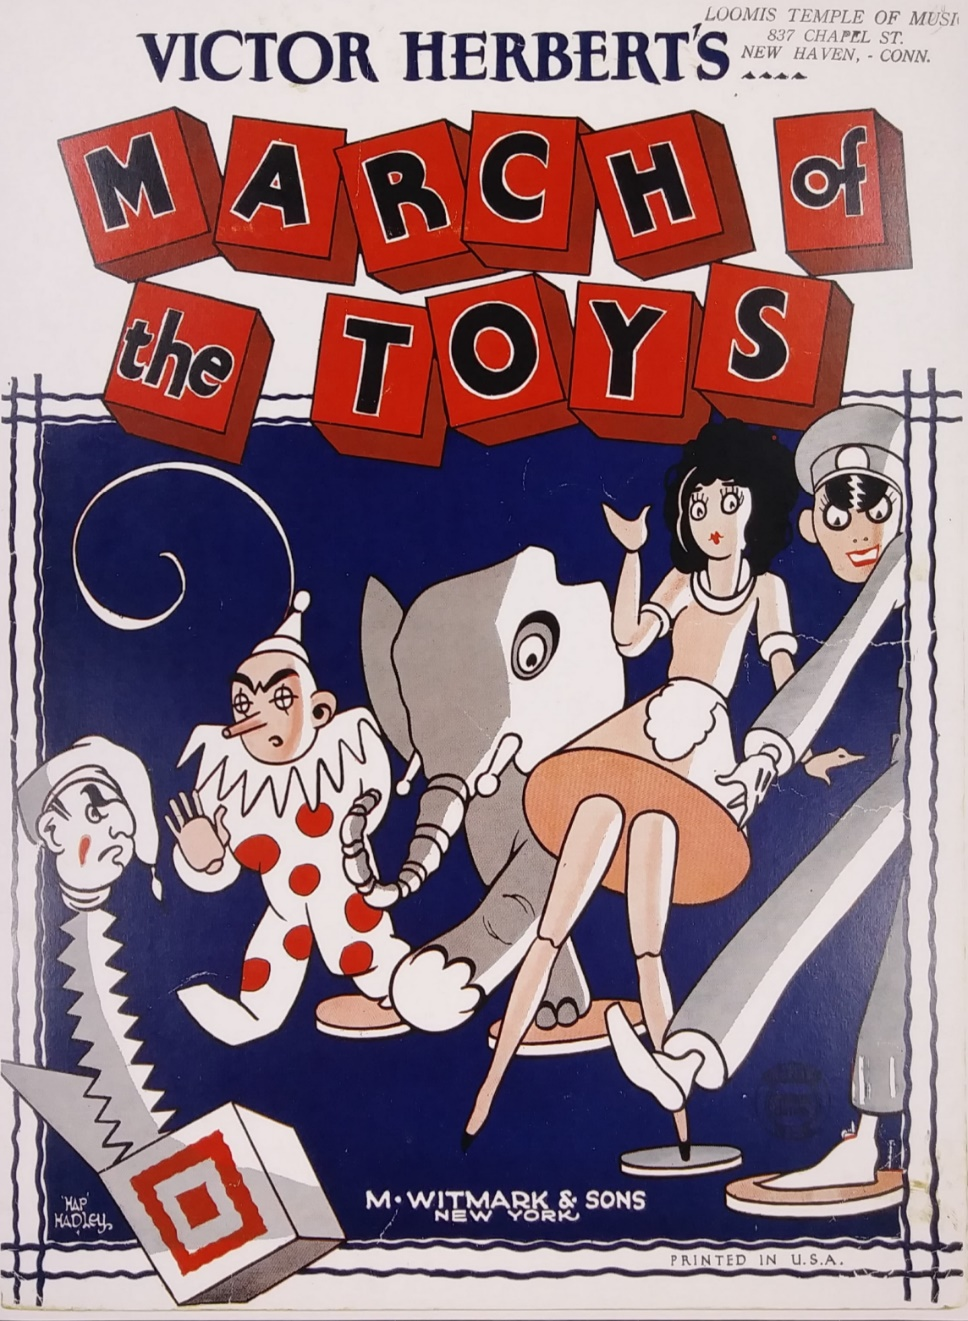 LOOMIS TEMPLE OF MUSI
837 CHAPEL ST.
NEW HAVEN, - CONN.
VICTOR HERBERT'S
MARCH of
the TOYS
'HAP'
HADLEY
M. WITMARK & SONS
NEW YORK
PRINTED IN U.S.A.